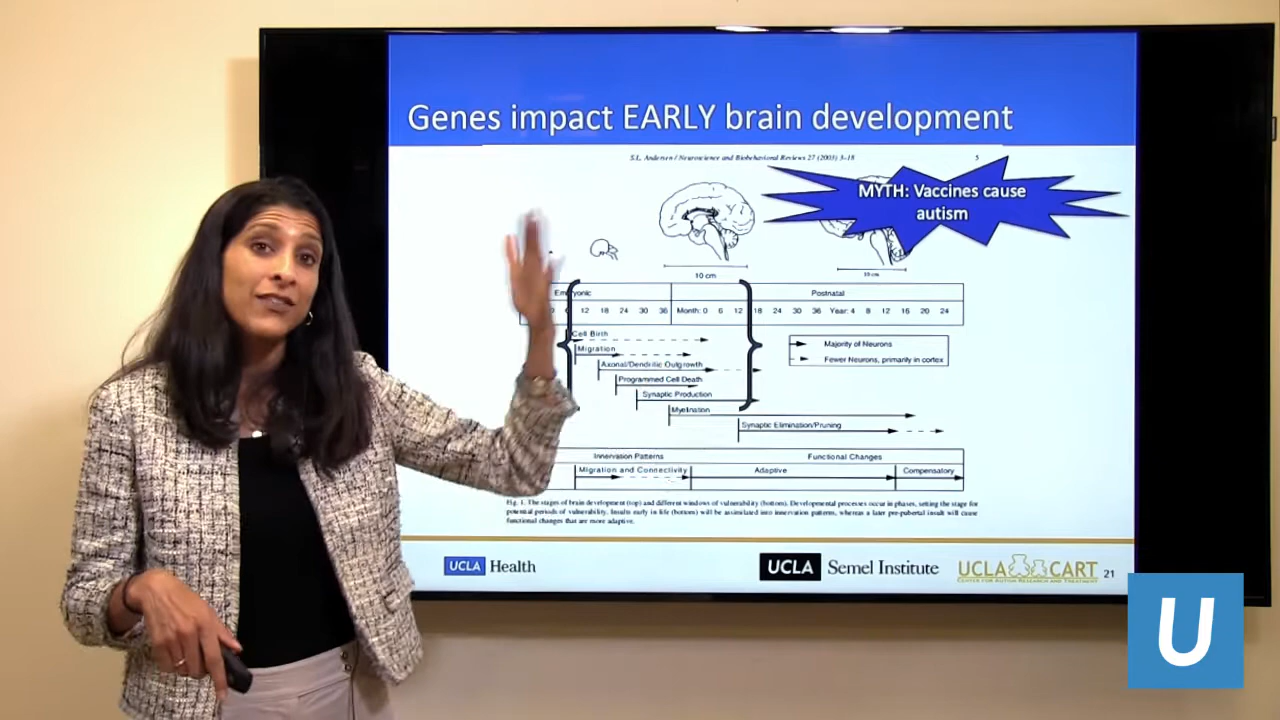 Genes impact EARLY brain development
S.L. Andersen / Neuroscience and Biobehavioral Reviews 27 (2003) 3–18
5
MYTH: Vaccines cause
autism
10 cm
10 cm
Postnatal
12 18 24 30 36 Month: 0 6 12 18 24 30 36 Year: 4 8 12 16 20 24
Cell Birth
Migration
Axonal/Dendritic Outgrowth
Programmed Cell Death
Synaptic Production
Myelination
Synaptic Elimination/Pruning
Majority of Neurons
Fewer Neurons, primarily in cortex
Innervation Patterns Functional Changes
Migration and Connectivity Adaptive Compensatory
Fig. 1. The stages of brain development (top) and different windows of vulnerability (bottom). Developmental processes occur in phases, setting the stage for
potential periods of vulnerability. Insults early in life (bottom) will be assimilated into innervation patterns, whereas a later pre-pubertal insult will cause
functional changes that are more adaptive.
UCLA Health
UCLA Semel Institute
UCLA CART
CENTER FOR AUTISM RESEARCH AND TREATMENT
21
U